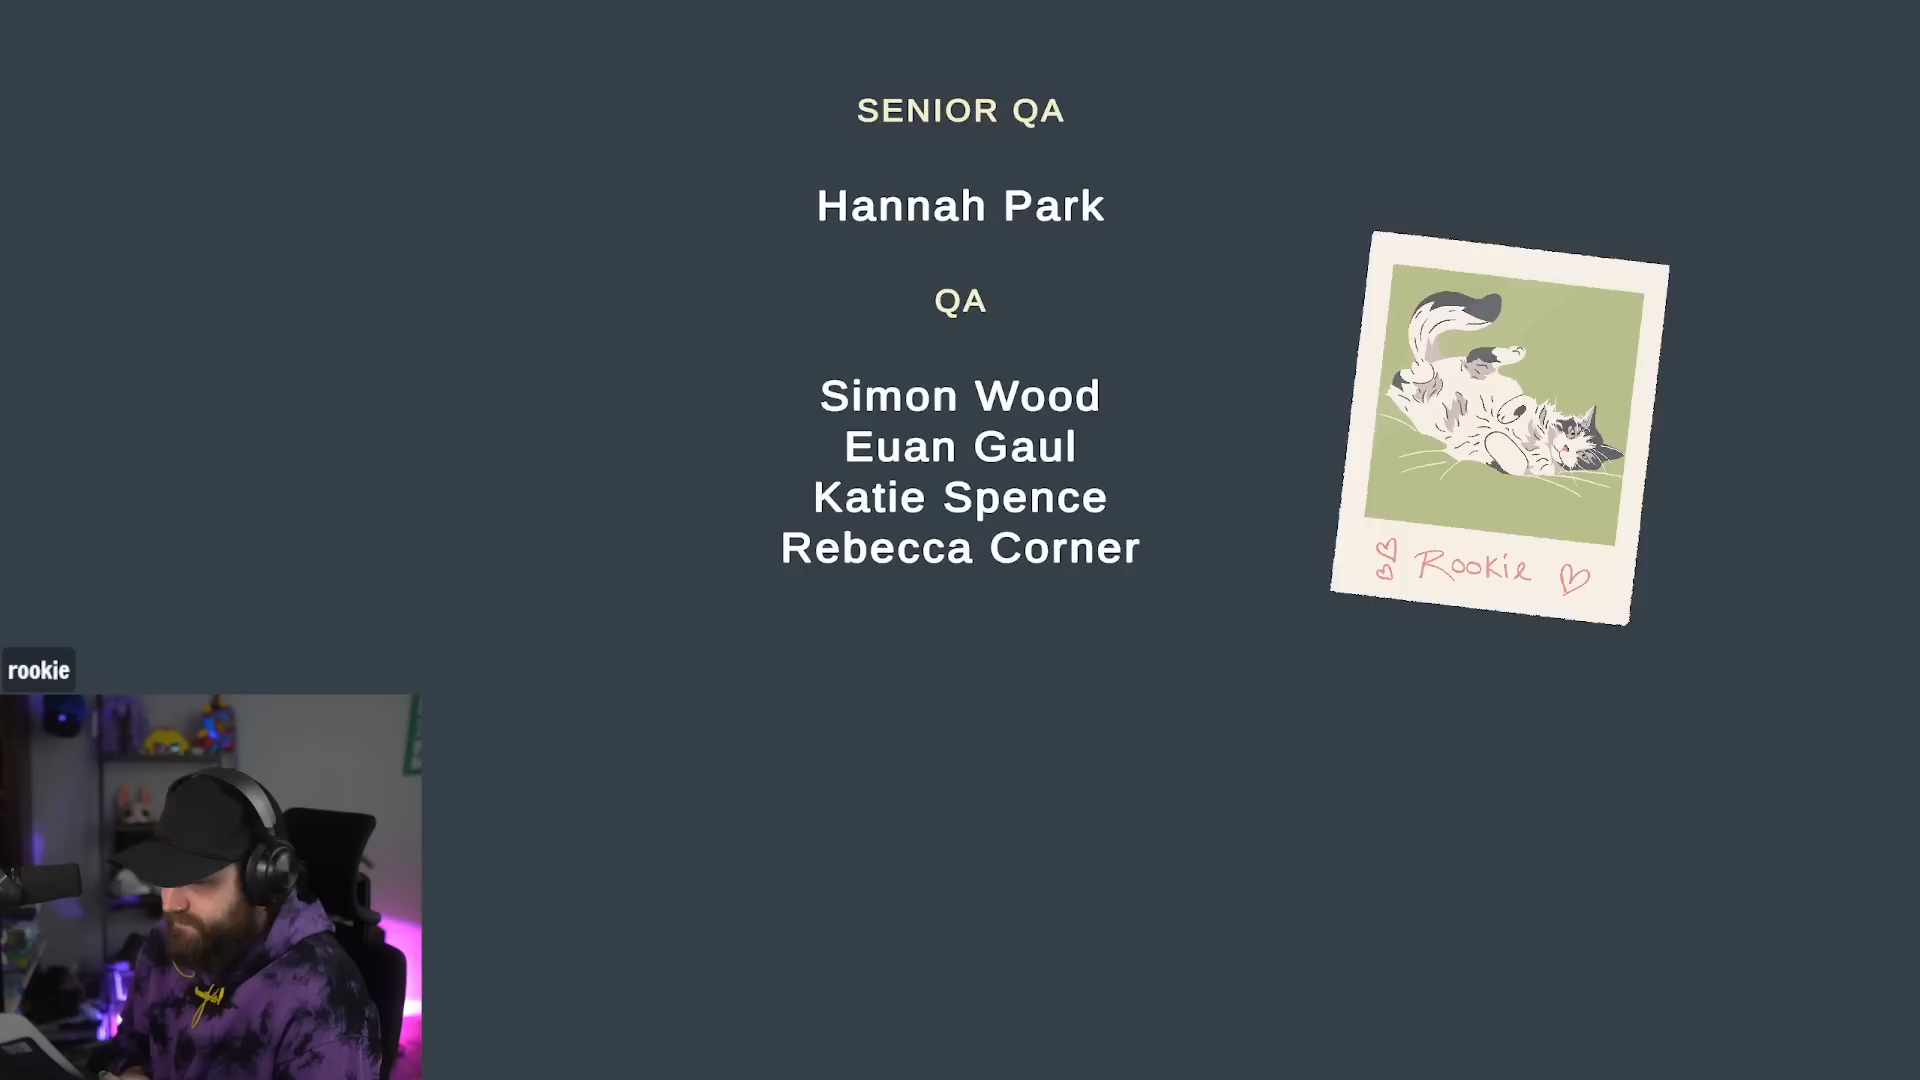 SENIOR QA
Hannah Park
QA
Simon Wood
Euan Gaul
Katie Spence
Rebecca Corner
Rookie
rookie